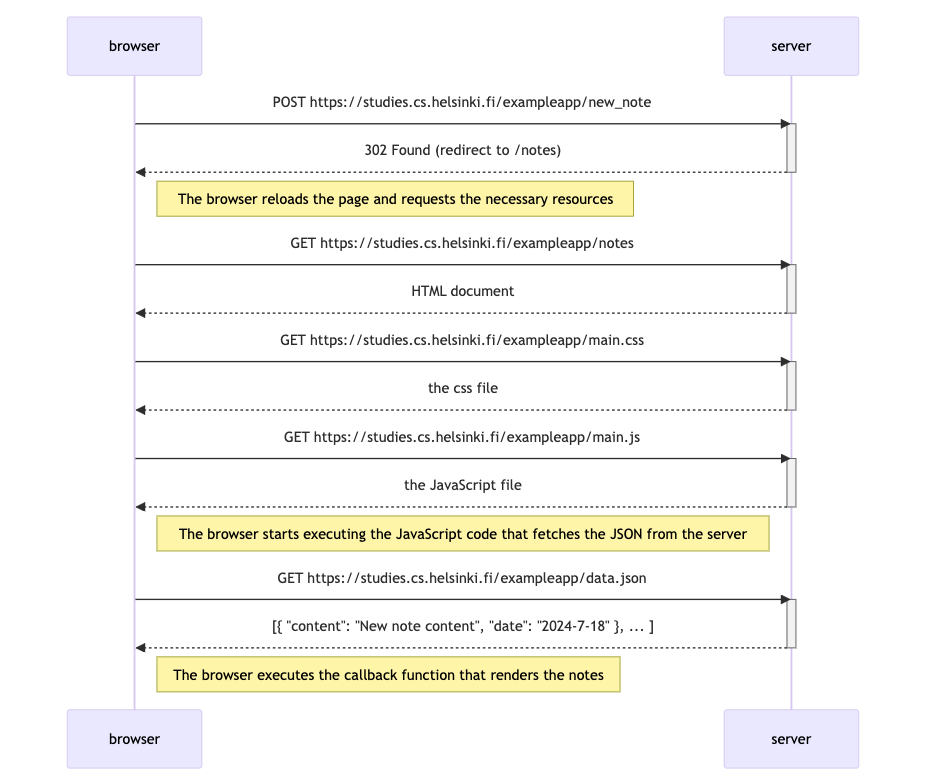 browser
server
POST https://studies.cs.helsinki.fi/exampleapp/new_note
302 Found (redirect to /notes)
The browser reloads the page and requests the necessary resources
GET https://studies.cs.helsinki.fi/exampleapp/notes
HTML document
GET https://studies.cs.helsinki.fi/exampleapp/main.css
the css file
GET https://studies.cs.helsinki.fi/exampleapp/main.js
the JavaScript file
The browser starts executing the JavaScript code that fetches the JSON from the server
GET https://studies.cs.helsinki.fi/exampleapp/data.json
[{ "content": "New note content", "date": "2024-7-18" }, ... ]
The browser executes the callback function that renders the notes
browser
server